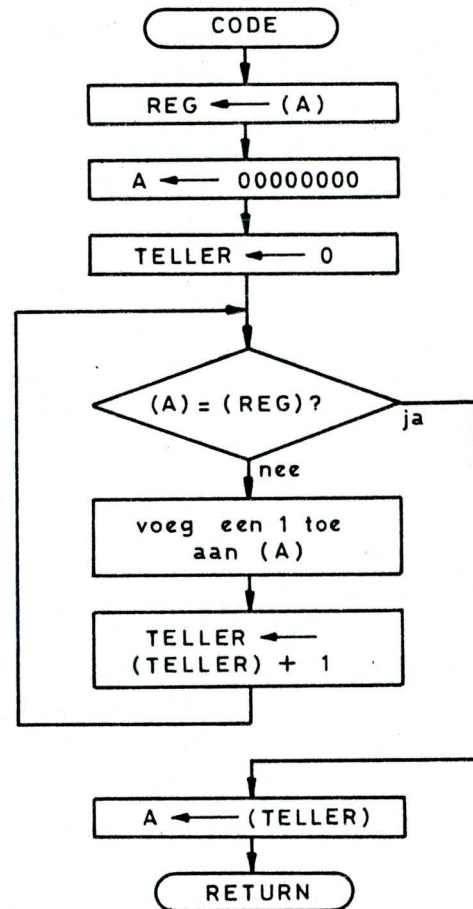 CODE
REG ← (A)
A ← 00000000
TELLER ← 0
(A) = (REG)?
ja
nee
voeg een 1 toe
aan (A)
TELLER ←
(TELLER) + 1
A ← (TELLER)
RETURN